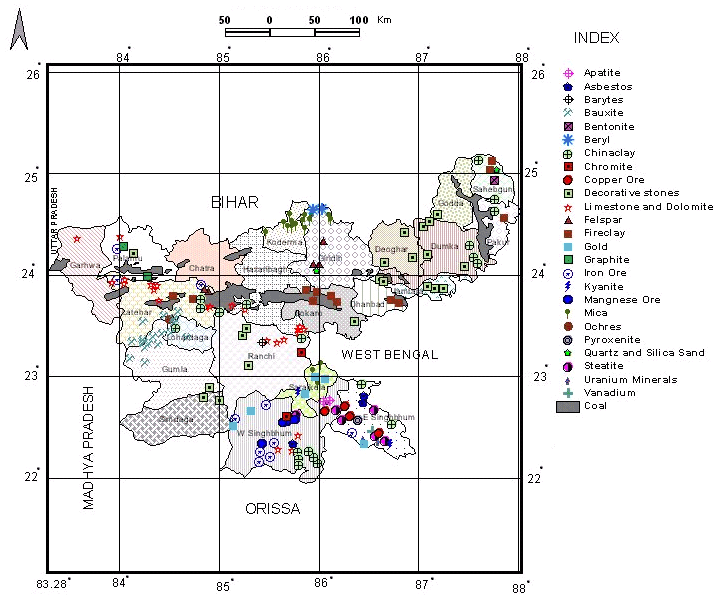 50 0 50 100 Km
INDEX
84° 85° 86° 87° 88°
26° 26°
Apatite
Asbestos
Barytes
Bauxite
Bentonite
Beryl
Chinaclay
Chromite
Copper Ore
Decorative stones
Limestone and Dolomite
Felspar
Fireclay
Gold
Graphite
Iron Ore
Kyanite
Mangnese Ore
Mica
Ochres
Pyroxenite
Quartz and Silica Sand
Steatite
Uranium Minerals
Vanadium
Coal
25° 25°
UTTAR PRADESH
BIHAR
Sahebgunj
Godda
Pakur
Koderma
Deoghar
Dumka
Garhwa
Palamu
Chatra
Hazaribagh
Giridih
24° 24°
Jamtara
Dhanbad
Latehar
Bokaro
Lohardaga
Ranchi
WEST BENGAL
Gumla
23° 23°
Saraikela
MADHYA PRADESH
Simdega
W Singhbhum
E Singhbhum
22° 22°
ORISSA
83.28° 84° 85° 86° 87° 88°